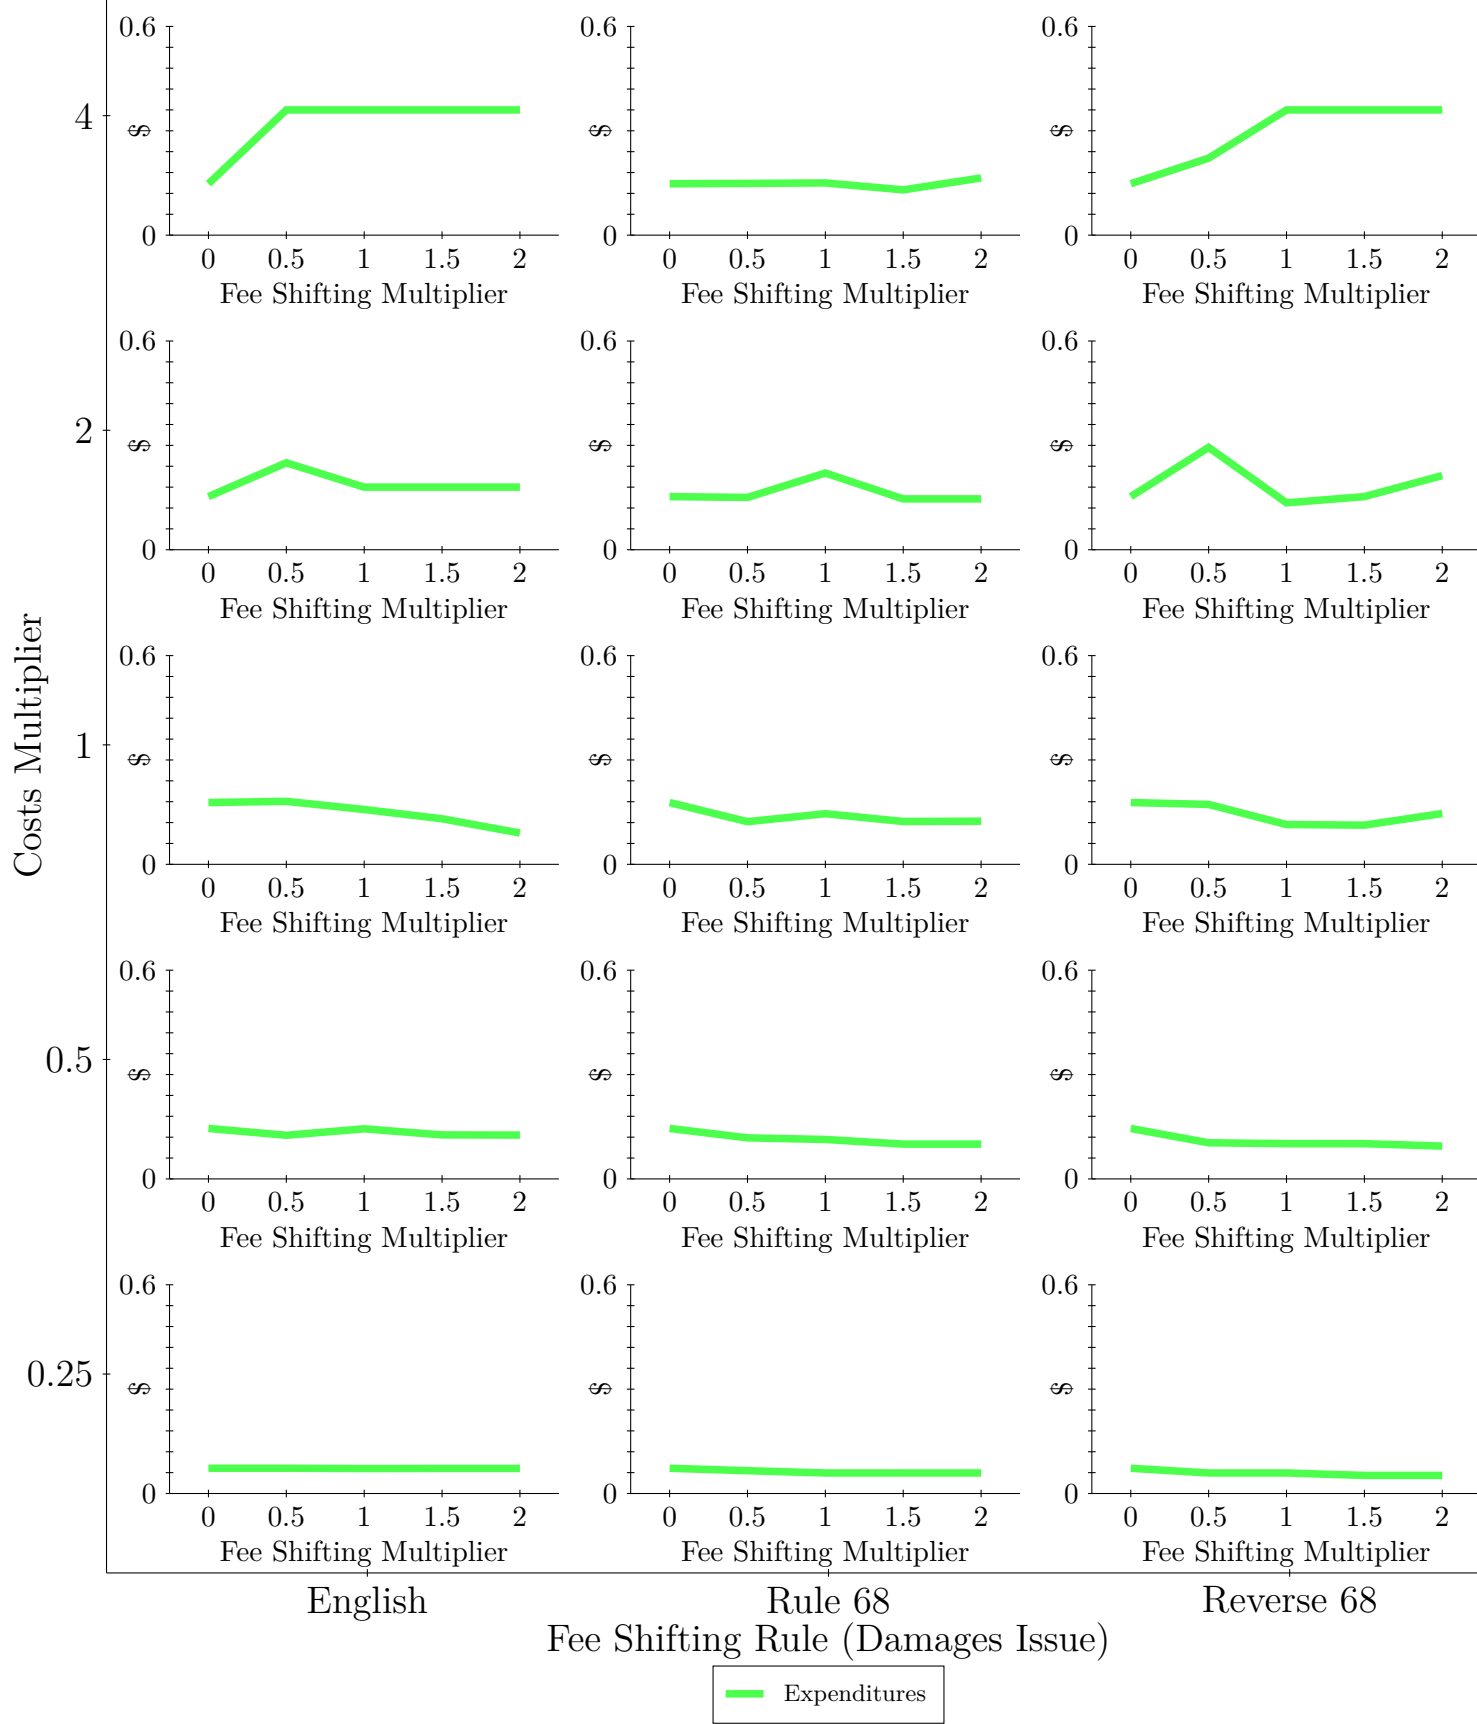 0.6 0.6 0.6
4 $ $ $
0 0 0
0 0.5 1 1.5 2 0 0.5 1 1.5 2 0 0.5 1 1.5 2
Fee Shifting Multiplier Fee Shifting Multiplier Fee Shifting Multiplier
0.6 0.6 0.6
2 $ $ $
0 0 0
0 0.5 1 1.5 2 0 0.5 1 1.5 2 0 0.5 1 1.5 2
Fee Shifting Multiplier Fee Shifting Multiplier Fee Shifting Multiplier
Costs Multiplier
0.6 0.6 0.6
1 $ $ $
0 0 0
0 0.5 1 1.5 2 0 0.5 1 1.5 2 0 0.5 1 1.5 2
Fee Shifting Multiplier Fee Shifting Multiplier Fee Shifting Multiplier
0.6 0.6 0.6
0.5 $ $ $
0 0 0
0 0.5 1 1.5 2 0 0.5 1 1.5 2 0 0.5 1 1.5 2
Fee Shifting Multiplier Fee Shifting Multiplier Fee Shifting Multiplier
0.6 0.6 0.6
0.25 $ $ $
0 0 0
0 0.5 1 1.5 2 0 0.5 1 1.5 2 0 0.5 1 1.5 2
Fee Shifting Multiplier Fee Shifting Multiplier Fee Shifting Multiplier
English Rule 68 Reverse 68
Fee Shifting Rule (Damages Issue)
Expenditures